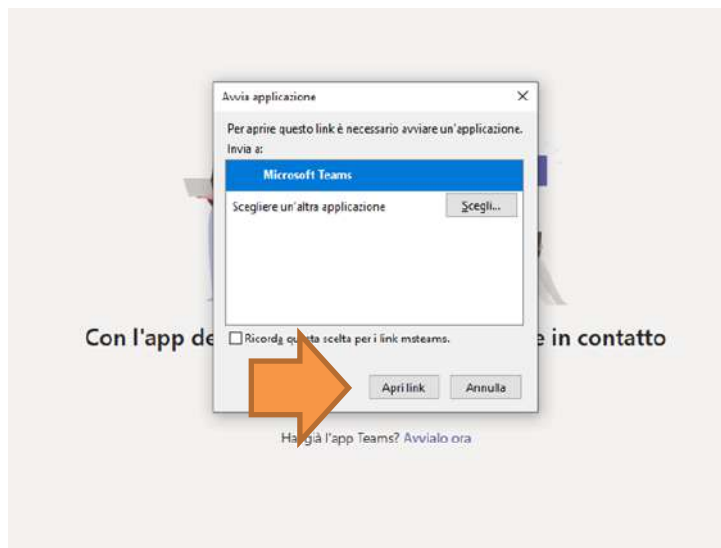 Avvia applicazione
Per aprire questo link è necessario avviare un'applicazione.
Invia a:
Microsoft Teams
Scegliere un'altra applicazione
Scegli...
Con l'app de
e in contatto
Ricorda questa scelta per i link msteams.
Apri link
Annulla
Hai già l'app Teams? Avvialo ora